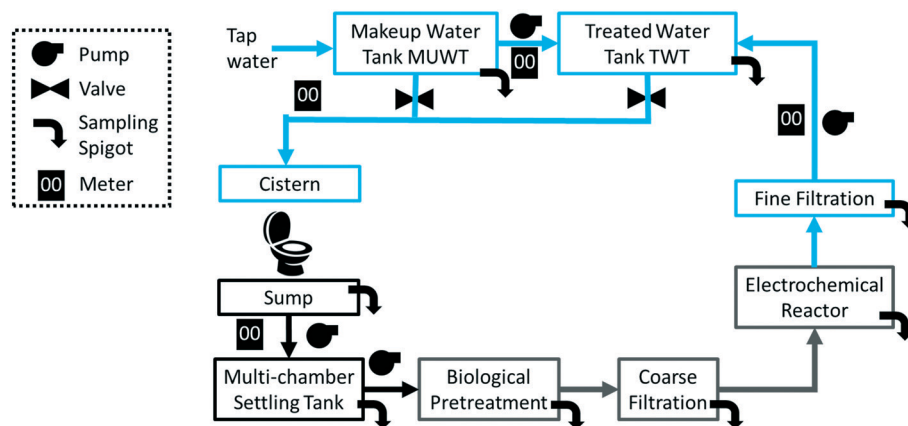 Pump
Valve
Sampling
Spigot
00
Meter
Tap
water
Makeup Water
Tank MUWT
00
Treated Water
Tank TWT
00
Cistern
00
Fine Filtration
Electrochemical
Reactor
Sump
00
Multi-chamber
Settling Tank
Biological
Pretreatment
Coarse
Filtration